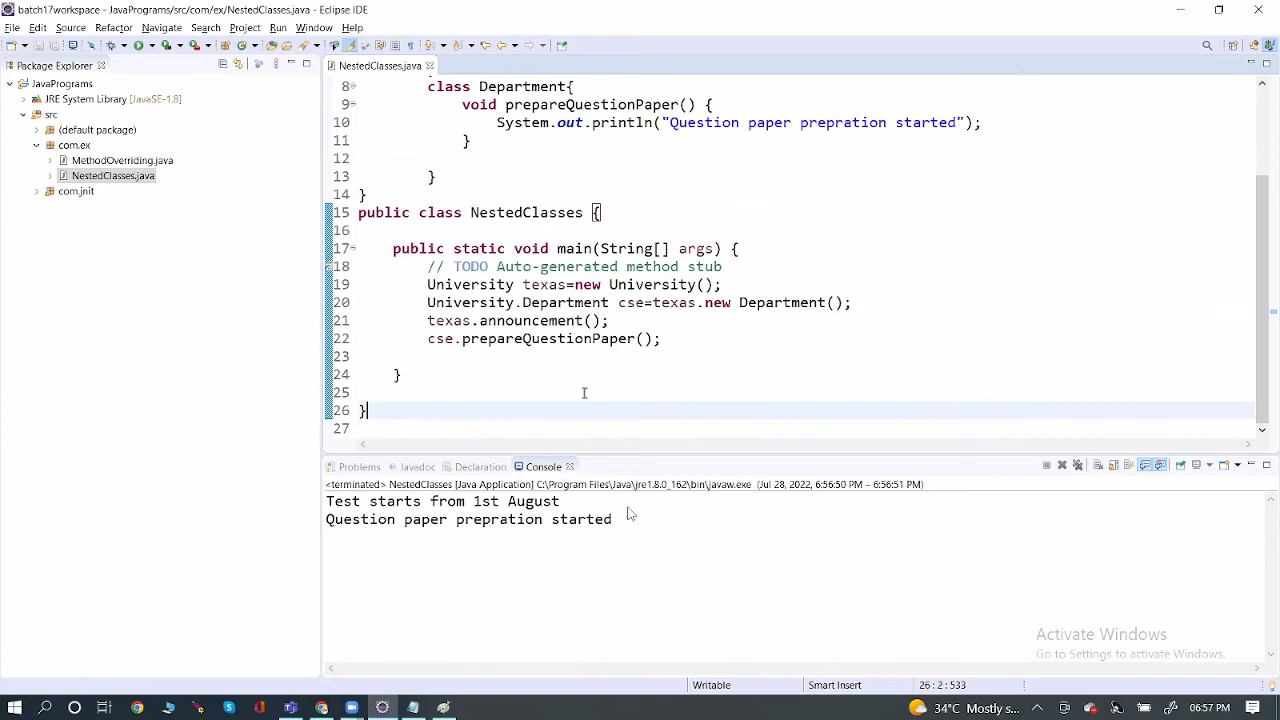 batch17workspace - JavaPrograms/src/com/ex/NestedClasses.java - Eclipse IDE
File Edit Source Refactor Navigate Search Project Run Window Help
Package Explorer
NestedClasses.java
JavaPrograms
JRE System Library [JavaSE-1.8]
src
(default package)
com.ex
MethodOverriding.java
NestedClasses.java
com.jnit
8 class Department{
9 void prepareQuestionPaper() {
10 System.out.println("Question paper prepration started");
11 }
12
13 }
14 }
15 public class NestedClasses {
16
17 public static void main(String[] args) {
18 // TODO Auto-generated method stub
19 University texas=new University();
20 University.Department cse=texas.new Department();
21 texas.announcement();
22 cse.prepareQuestionPaper();
23
24 }
25
26 }
27
Problems Javadoc Declaration Console
<terminated> NestedClasses [Java Application] C:\Program Files\Java\jre1.8.0_162\bin\javaw.exe (Jul 28, 2022, 6:56:50 PM – 6:56:51 PM)
Test starts from 1st August
Question paper prepration started
Activate Windows
Go to Settings to activate Windows.
Writable Smart Insert 26 : 2 : 533
34°C Mostly s... 06:57 PM